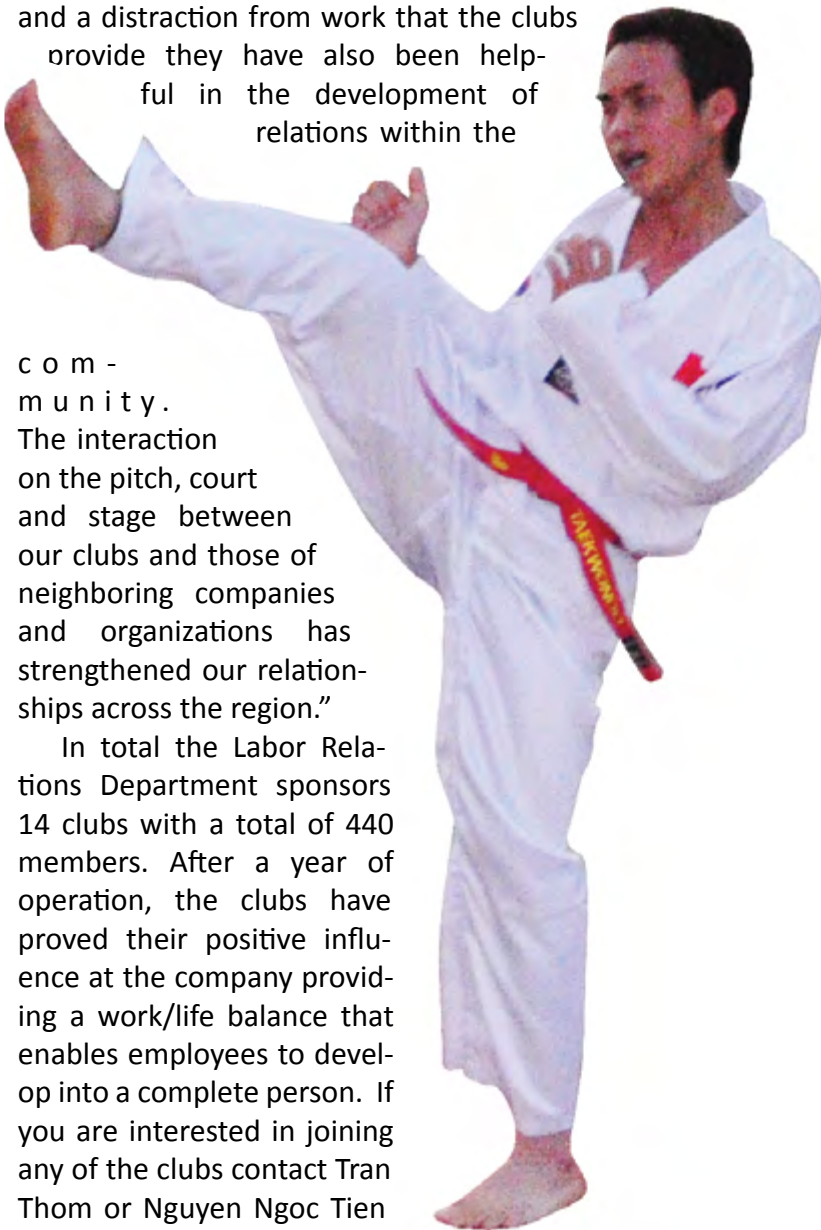 and a distraction from work that the clubs
provide they have also been help-
ful in the development of
relations within the
com-
munity.
The interaction
on the pitch, court
and stage between
our clubs and those of
neighboring companies
and organizations has
strengthened our relation-
ships across the region.”
In total the Labor Rela-
tions Department sponsors
14 clubs with a total of 440
members. After a year of
operation, the clubs have
proved their positive influ-
ence at the company provid-
ing a work/life balance that
enables employees to devel-
op into a complete person. If
you are interested in joining
any of the clubs contact Tran
Thom or Nguyen Ngoc Tien